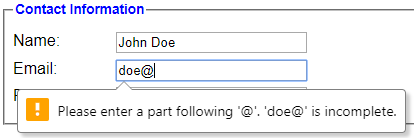 Contact Information
Name:
John Doe
Email:
doe@
Please enter a part following '@'. 'doe@' is incomplete.